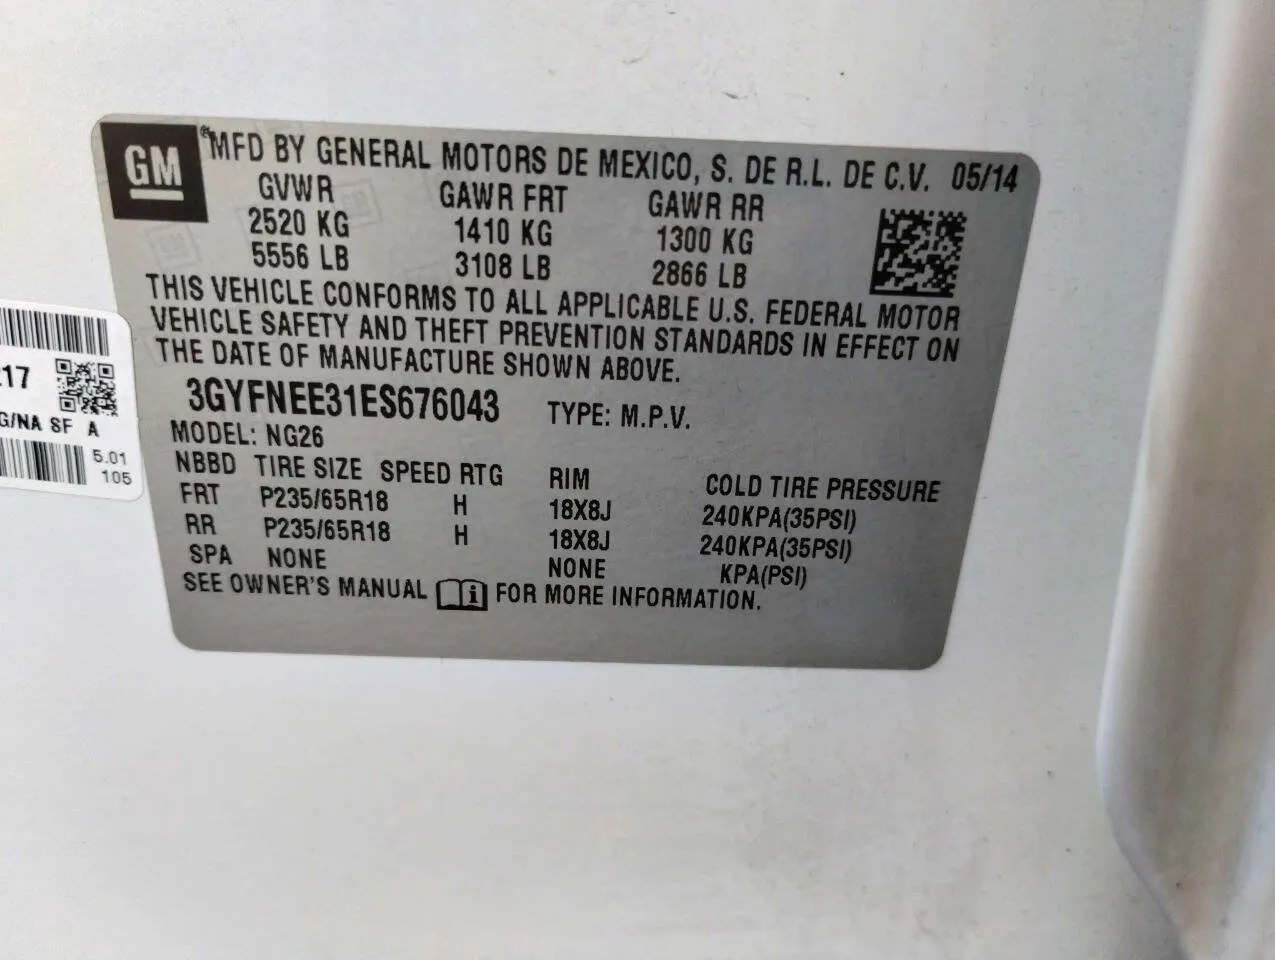 GM
MFD BY GENERAL MOTORS DE MEXICO, S. DE R.L. DE C.V. 05/14
GVWR GAWR FRT GAWR RR
2520 KG 1410 KG 1300 KG
5556 LB 3108 LB 2866 LB
THIS VEHICLE CONFORMS TO ALL APPLICABLE U.S. FEDERAL MOTOR
VEHICLE SAFETY AND THEFT PREVENTION STANDARDS IN EFFECT ON
THE DATE OF MANUFACTURE SHOWN ABOVE.
3GYFNEE31ES676043 TYPE: M.P.V.
MODEL: NG26
NBBD TIRE SIZE SPEED RTG RIM COLD TIRE PRESSURE
FRT P235/65R18 H 18X8J 240KPA(35PSI)
RR P235/65R18 H 18X8J 240KPA(35PSI)
SPA NONE NONE KPA(PSI)
SEE OWNER'S MANUAL FOR MORE INFORMATION.
17
G/NA SF A
5.01
105